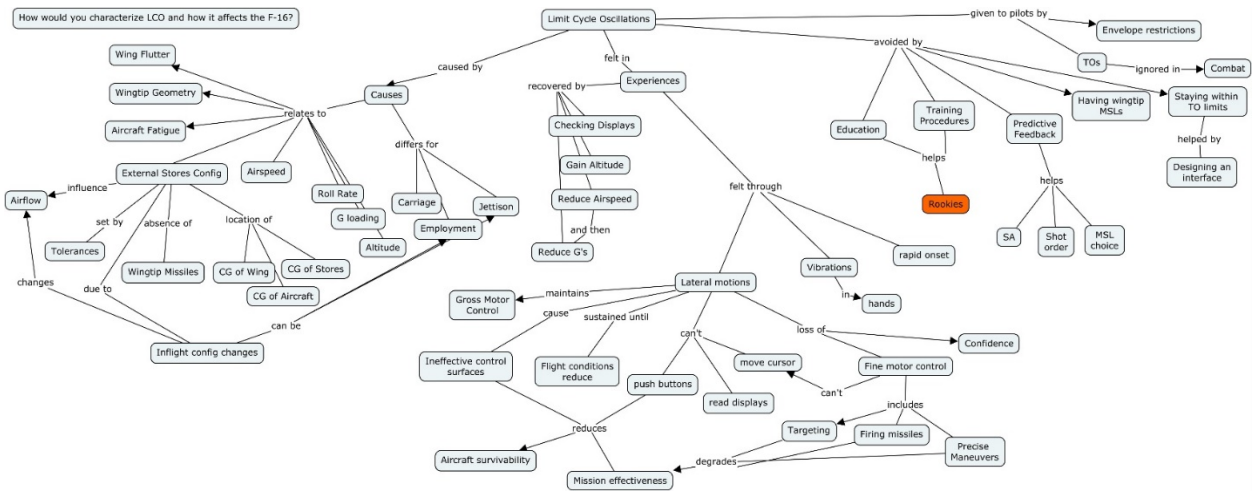 How would you characterize LCO and how it affects the F-16?
Limit Cycle Oscillations
given to pilots by
Envelope restrictions
TOs
ignored in
Combat
avoided by
felt in
caused by
Wing Flutter
Wingtip Geometry
Aircraft Fatigue
Causes
relates to
Experiences
recovered by
Checking Displays
Gain Altitude
Reduce Airspeed
and then
Reduce G's
Education
Training
Procedures
helps
Rookies
Predictive
Feedback
helps
SA
Shot
order
MSL
choice
Having wingtip
MSLs
Staying within
TO limits
helped by
Designing an
interface
differs for
Carriage
Employment
Jettison
External Stores Config
Airspeed
Roll Rate
G loading
Altitude
influence
Airflow
set by
Tolerances
absence of
Wingtip Missiles
location of
CG of Wing
CG of Stores
CG of Aircraft
changes
due to
can be
Inflight config changes
felt through
rapid onset
Vibrations
in
hands
Lateral motions
maintains
Gross Motor
Control
cause
Ineffective control
surfaces
sustained until
Flight conditions
reduce
can't
push buttons
read displays
move cursor
loss of
Confidence
Fine motor control
can't
includes
Targeting
Firing missiles
Precise
Maneuvers
reduces
degrades
Aircraft survivability
Mission effectiveness